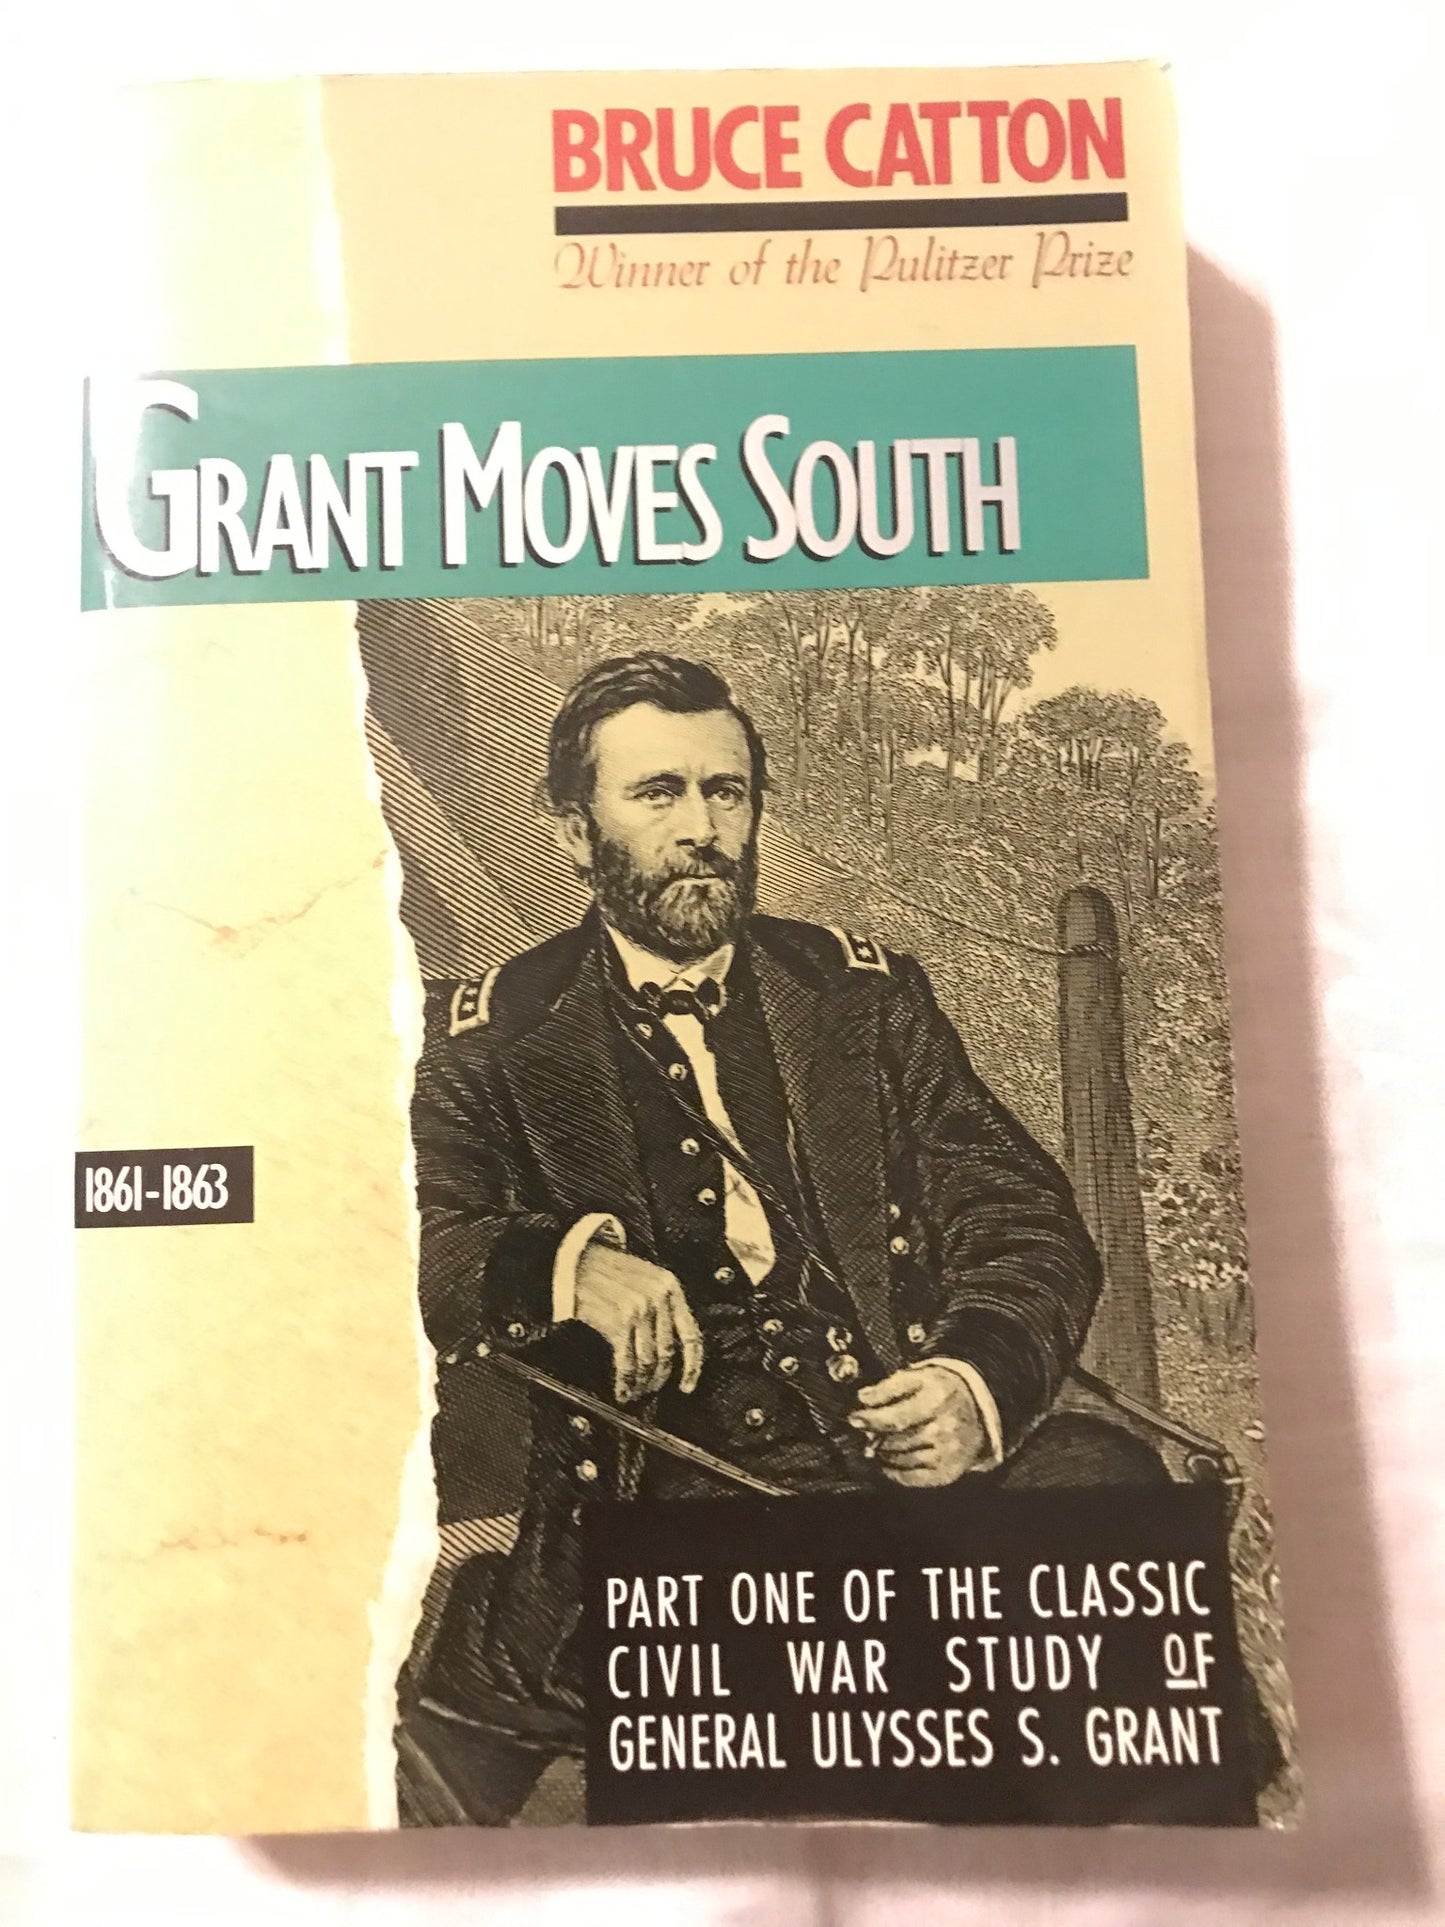 BRUCE CATTON
Winner of the Pulitzer Prize
GRANT MOVES SOUTH
1861-1863
PART ONE OF THE CLASSIC
CIVIL WAR STUDY OF
GENERAL ULYSSES S. GRANT